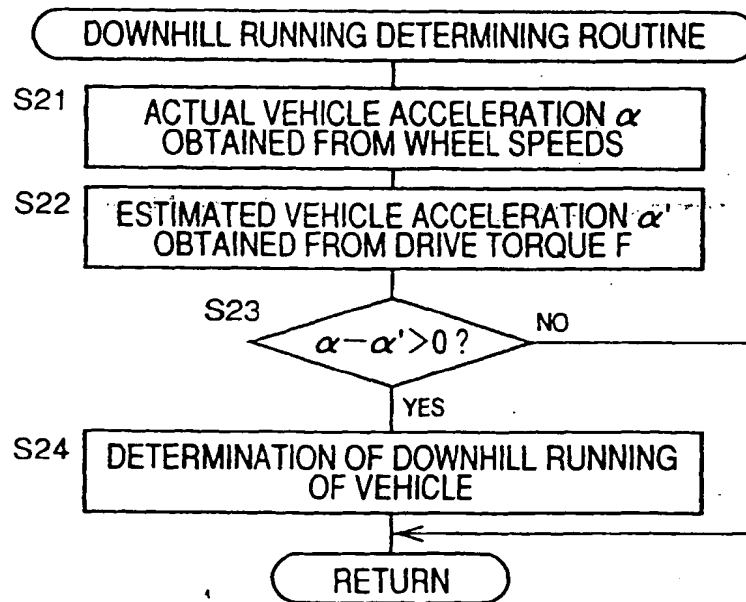 DOWNHILL RUNNING DETERMINING ROUTINE
S21
ACTUAL VEHICLE ACCELERATION α
OBTAINED FROM WHEEL SPEEDS
S22
ESTIMATED VEHICLE ACCELERATION α'
OBTAINED FROM DRIVE TORQUE F
S23
α-α'>0?
NO
YES
S24
DETERMINATION OF DOWNHILL RUNNING
OF VEHICLE
RETURN